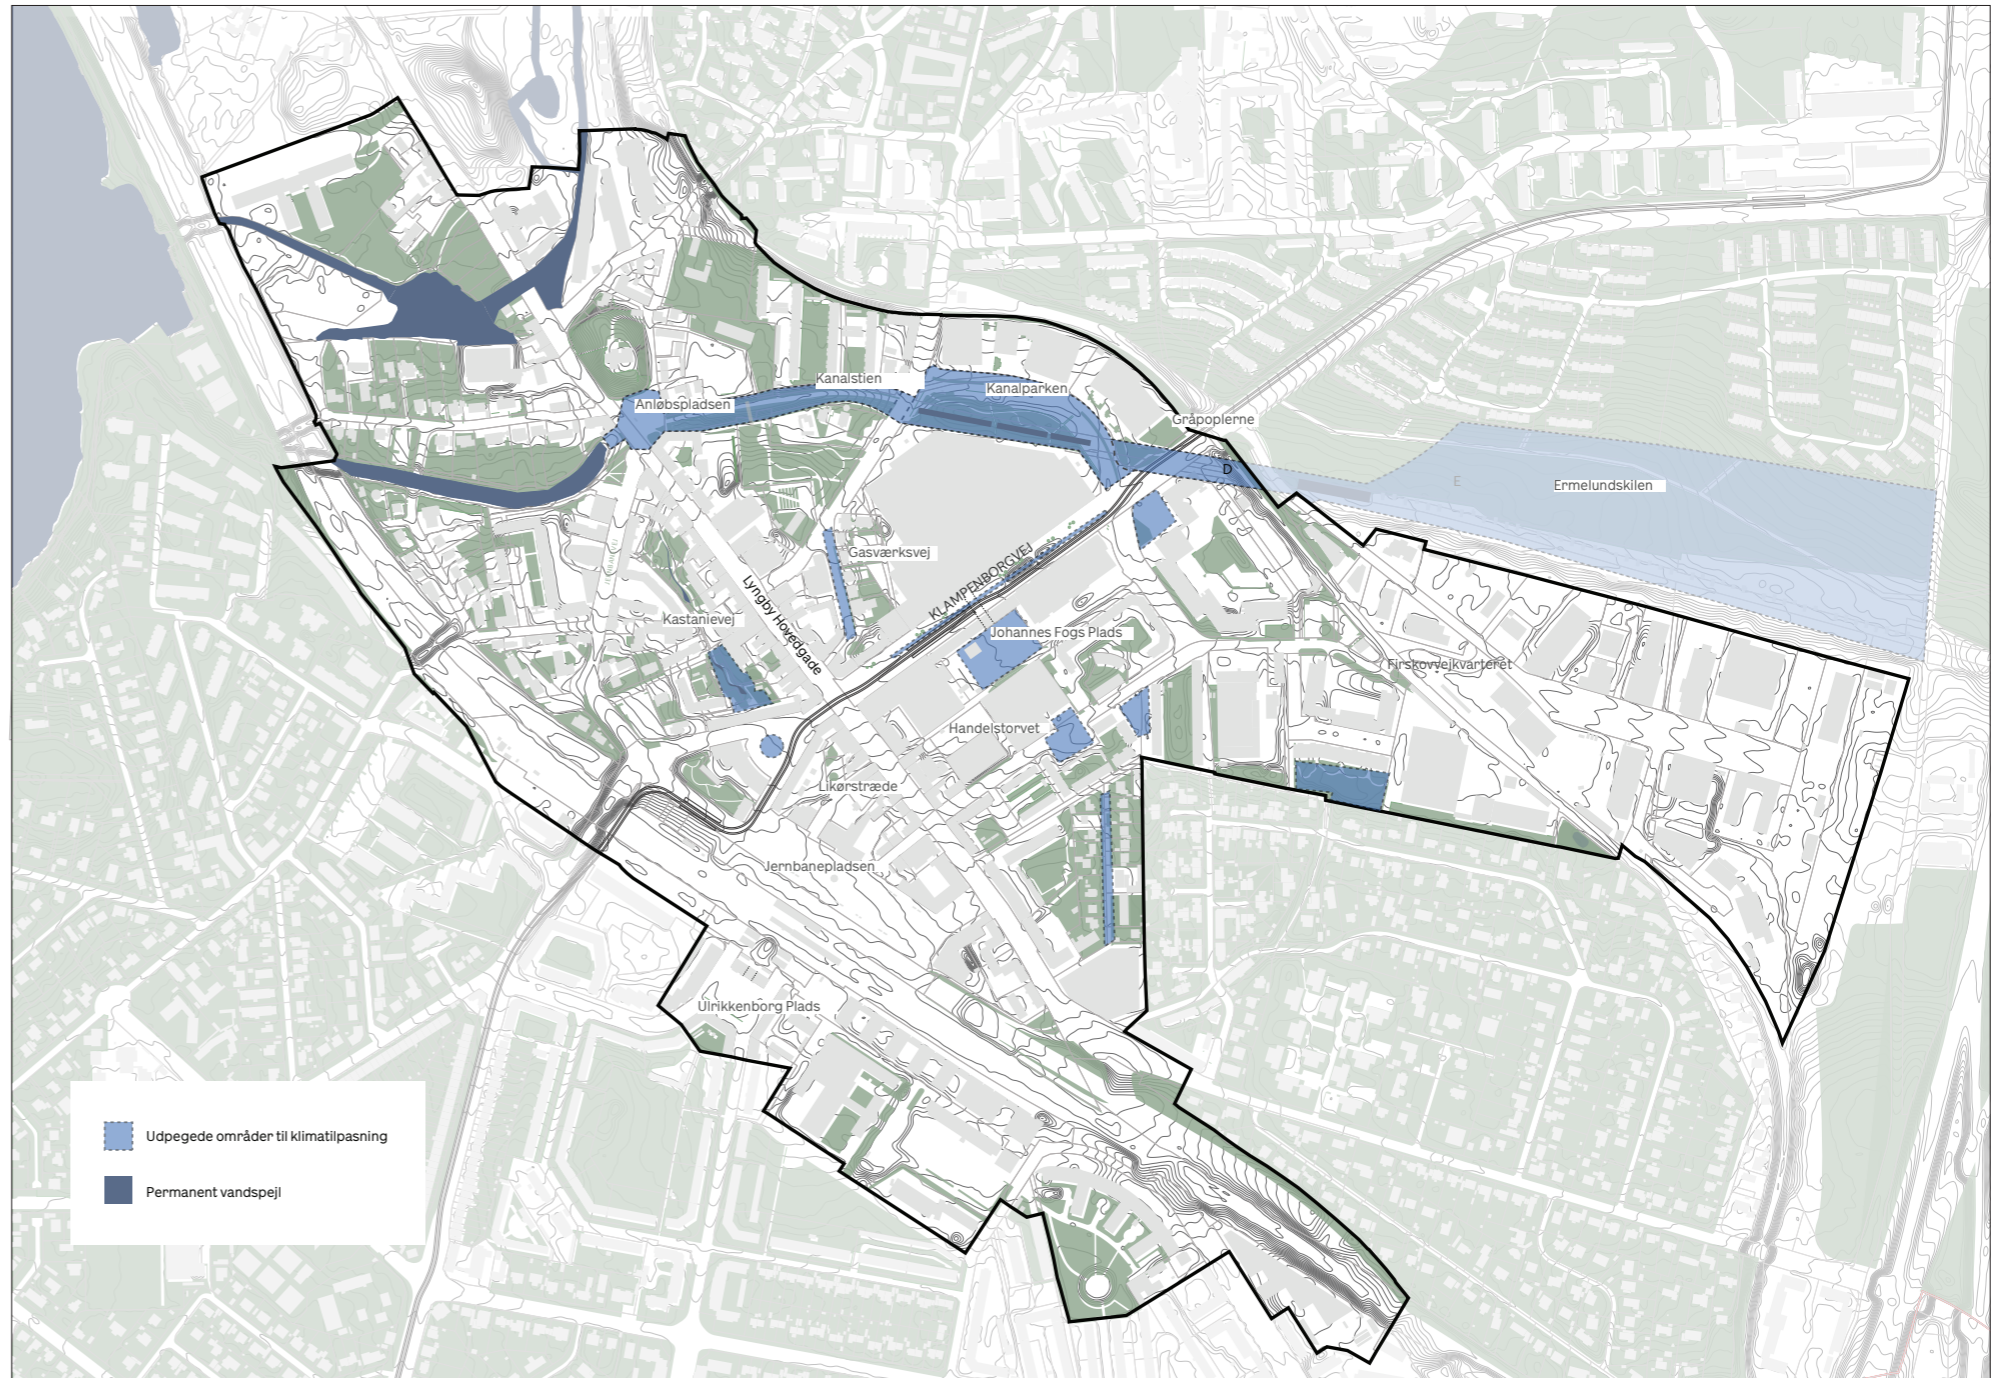 Kanalstien
Kanalparken
Anløbspladsen
Gråpoplerne
D
E
Ermelundskilen
Gasværksvej
KLAMPENBORGVEJ
Lyngby Hovedgade
Kastanievej
Johannes Fogs Plads
Firskovvejkvarteret
Handelstorvet
Likørstræde
Jernbanepladsen
Ulrikkenborg Plads
Udpegede områder til klimatilpasning
Permanent vandspejl